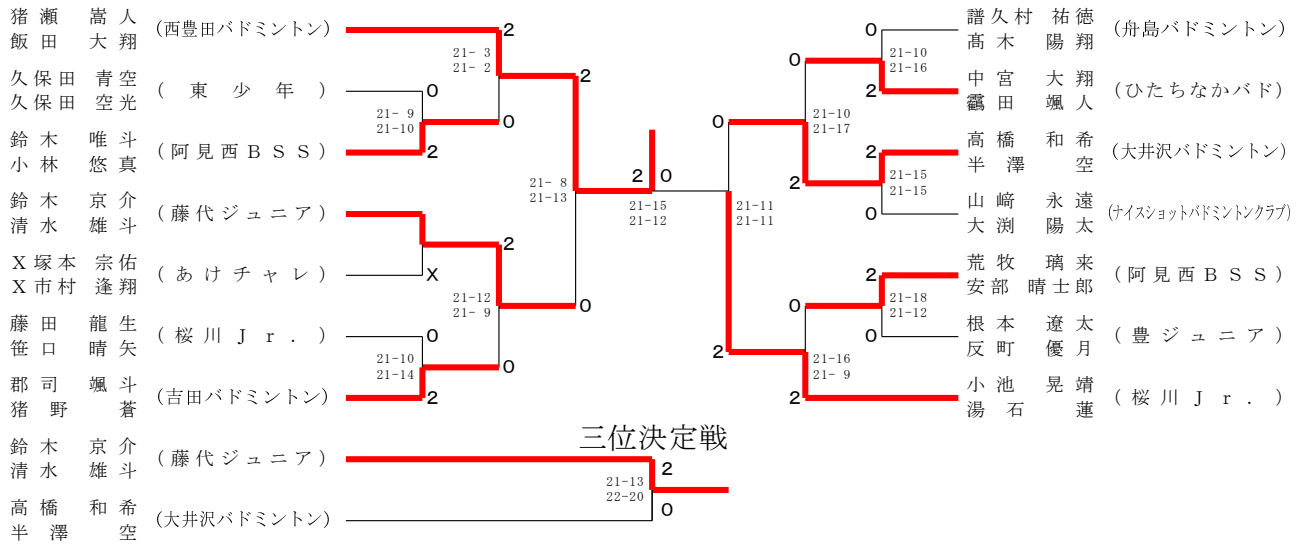 猪瀬 嵩人
飯田 大翔
(西豊田バドミントン)
2
21- 3
21- 2
久保田 青空
久保田 空光
(東少年)
0
21- 9
21-10
0
鈴木 唯斗
小林 悠真
(阿見西BSS)
2
2
21- 8
21-13
鈴木 京介
清水 雄斗
(藤代ジュニア)
2
X塚本 宗佑
X市村 逢翔
(あけチャレ)
X
21-12
21- 9
0
藤田 龍生
笹口 晴矢
(桜川Jr.)
0
21-10
21-14
0
郡司 颯斗
猪野 蒼
(吉田バドミントン)
2
2 0
21-15
21-12
譜久村 祐徳
髙木 陽翔
(舟島バドミントン)
0
21-10
21-16
0
中宮 大翔
靏田 颯人
(ひたちなかバド)
2
21-10
21-17
0
高橋 和希
半澤 空
(大井沢バドミントン)
2
21-15
21-15
2
山﨑 永遠
大渕 陽太
(ナイスショットバドミントンクラブ)
0
21-11
21-11
荒牧 璃来
安部 晴士郎
(阿見西BSS)
2
21-18
21-12
0
根本 遼太
反町 優月
(豊ジュニア)
0
21-16
21- 9
2
小池 晃靖
湯石 蓮
(桜川Jr.)
2
三位決定戦
鈴木 京介
清水 雄斗
(藤代ジュニア)
2
21-13
22-20
高橋 和希
半澤 空
(大井沢バドミントン)
0